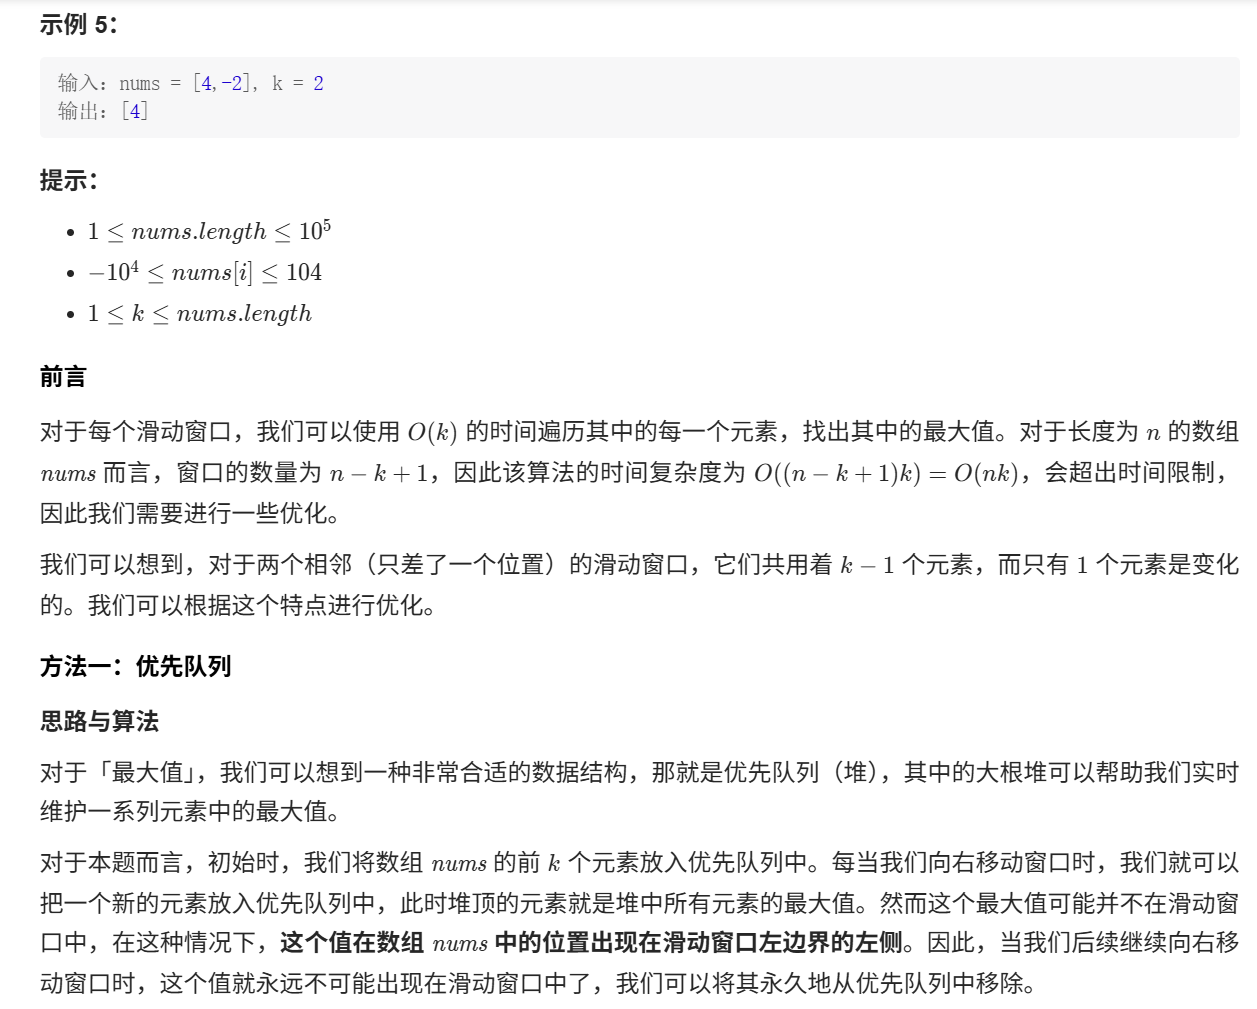 示例 5：
输入：nums = [4,-2], k = 2
输出：[4]
提示：
• 1 ≤ nums.length ≤ 10⁵
• −10⁴ ≤ nums[i] ≤ 104
• 1 ≤ k ≤ nums.length
前言
对于每个滑动窗口，我们可以使用 O(k) 的时间遍历其中的每一个元素，找出其中的最大值。对于长度为 n 的数组
nums 而言，窗口的数量为 n − k + 1，因此该算法的时间复杂度为 O((n − k + 1)k) = O(nk)，会超出时间限制，
因此我们需要进行一些优化。
我们可以想到，对于两个相邻（只差了一个位置）的滑动窗口，它们共用着 k − 1 个元素，而只有 1 个元素是变化
的。我们可以根据这个特点进行优化。
方法一：优先队列
思路与算法
对于「最大值」，我们可以想到一种非常合适的数据结构，那就是优先队列（堆），其中的大根堆可以帮助我们实时
维护一系列元素中的最大值。
对于本题而言，初始时，我们将数组 nums 的前 k 个元素放入优先队列中。每当我们向右移动窗口时，我们就可以
把一个新的元素放入优先队列中，此时堆顶的元素就是堆中所有元素的最大值。然而这个最大值可能并不在滑动窗
口中，在这种情况下，这个值在数组 nums 中的位置出现在滑动窗口左边界的左侧。因此，当我们后续继续向右移
动窗口时，这个值就永远不可能出现在滑动窗口中了，我们可以将其永久地从优先队列中移除。